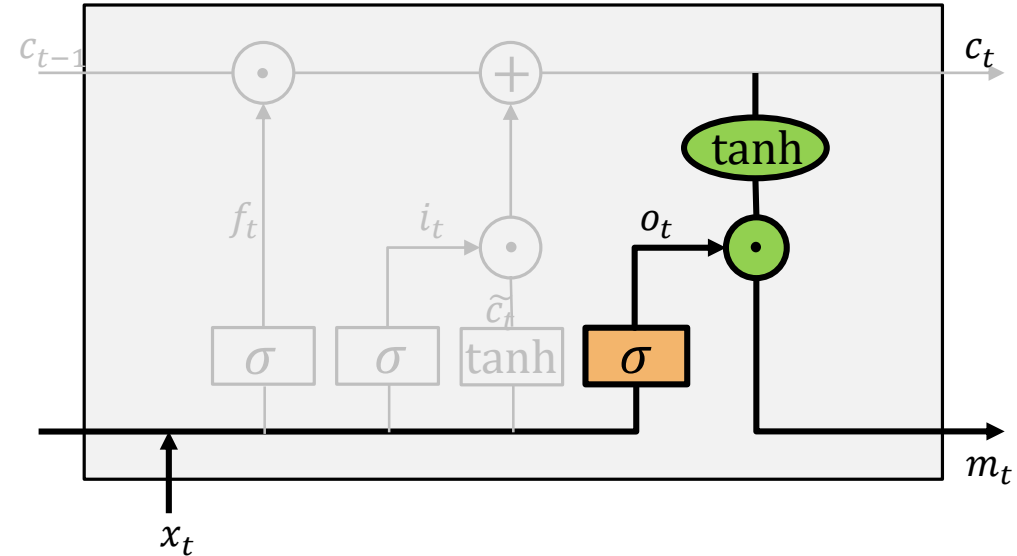 c_{t−1}
c_t
+
tanh
f_t
i_t
o_t
c̃_t
σ
σ
tanh
σ
m_t
x_t